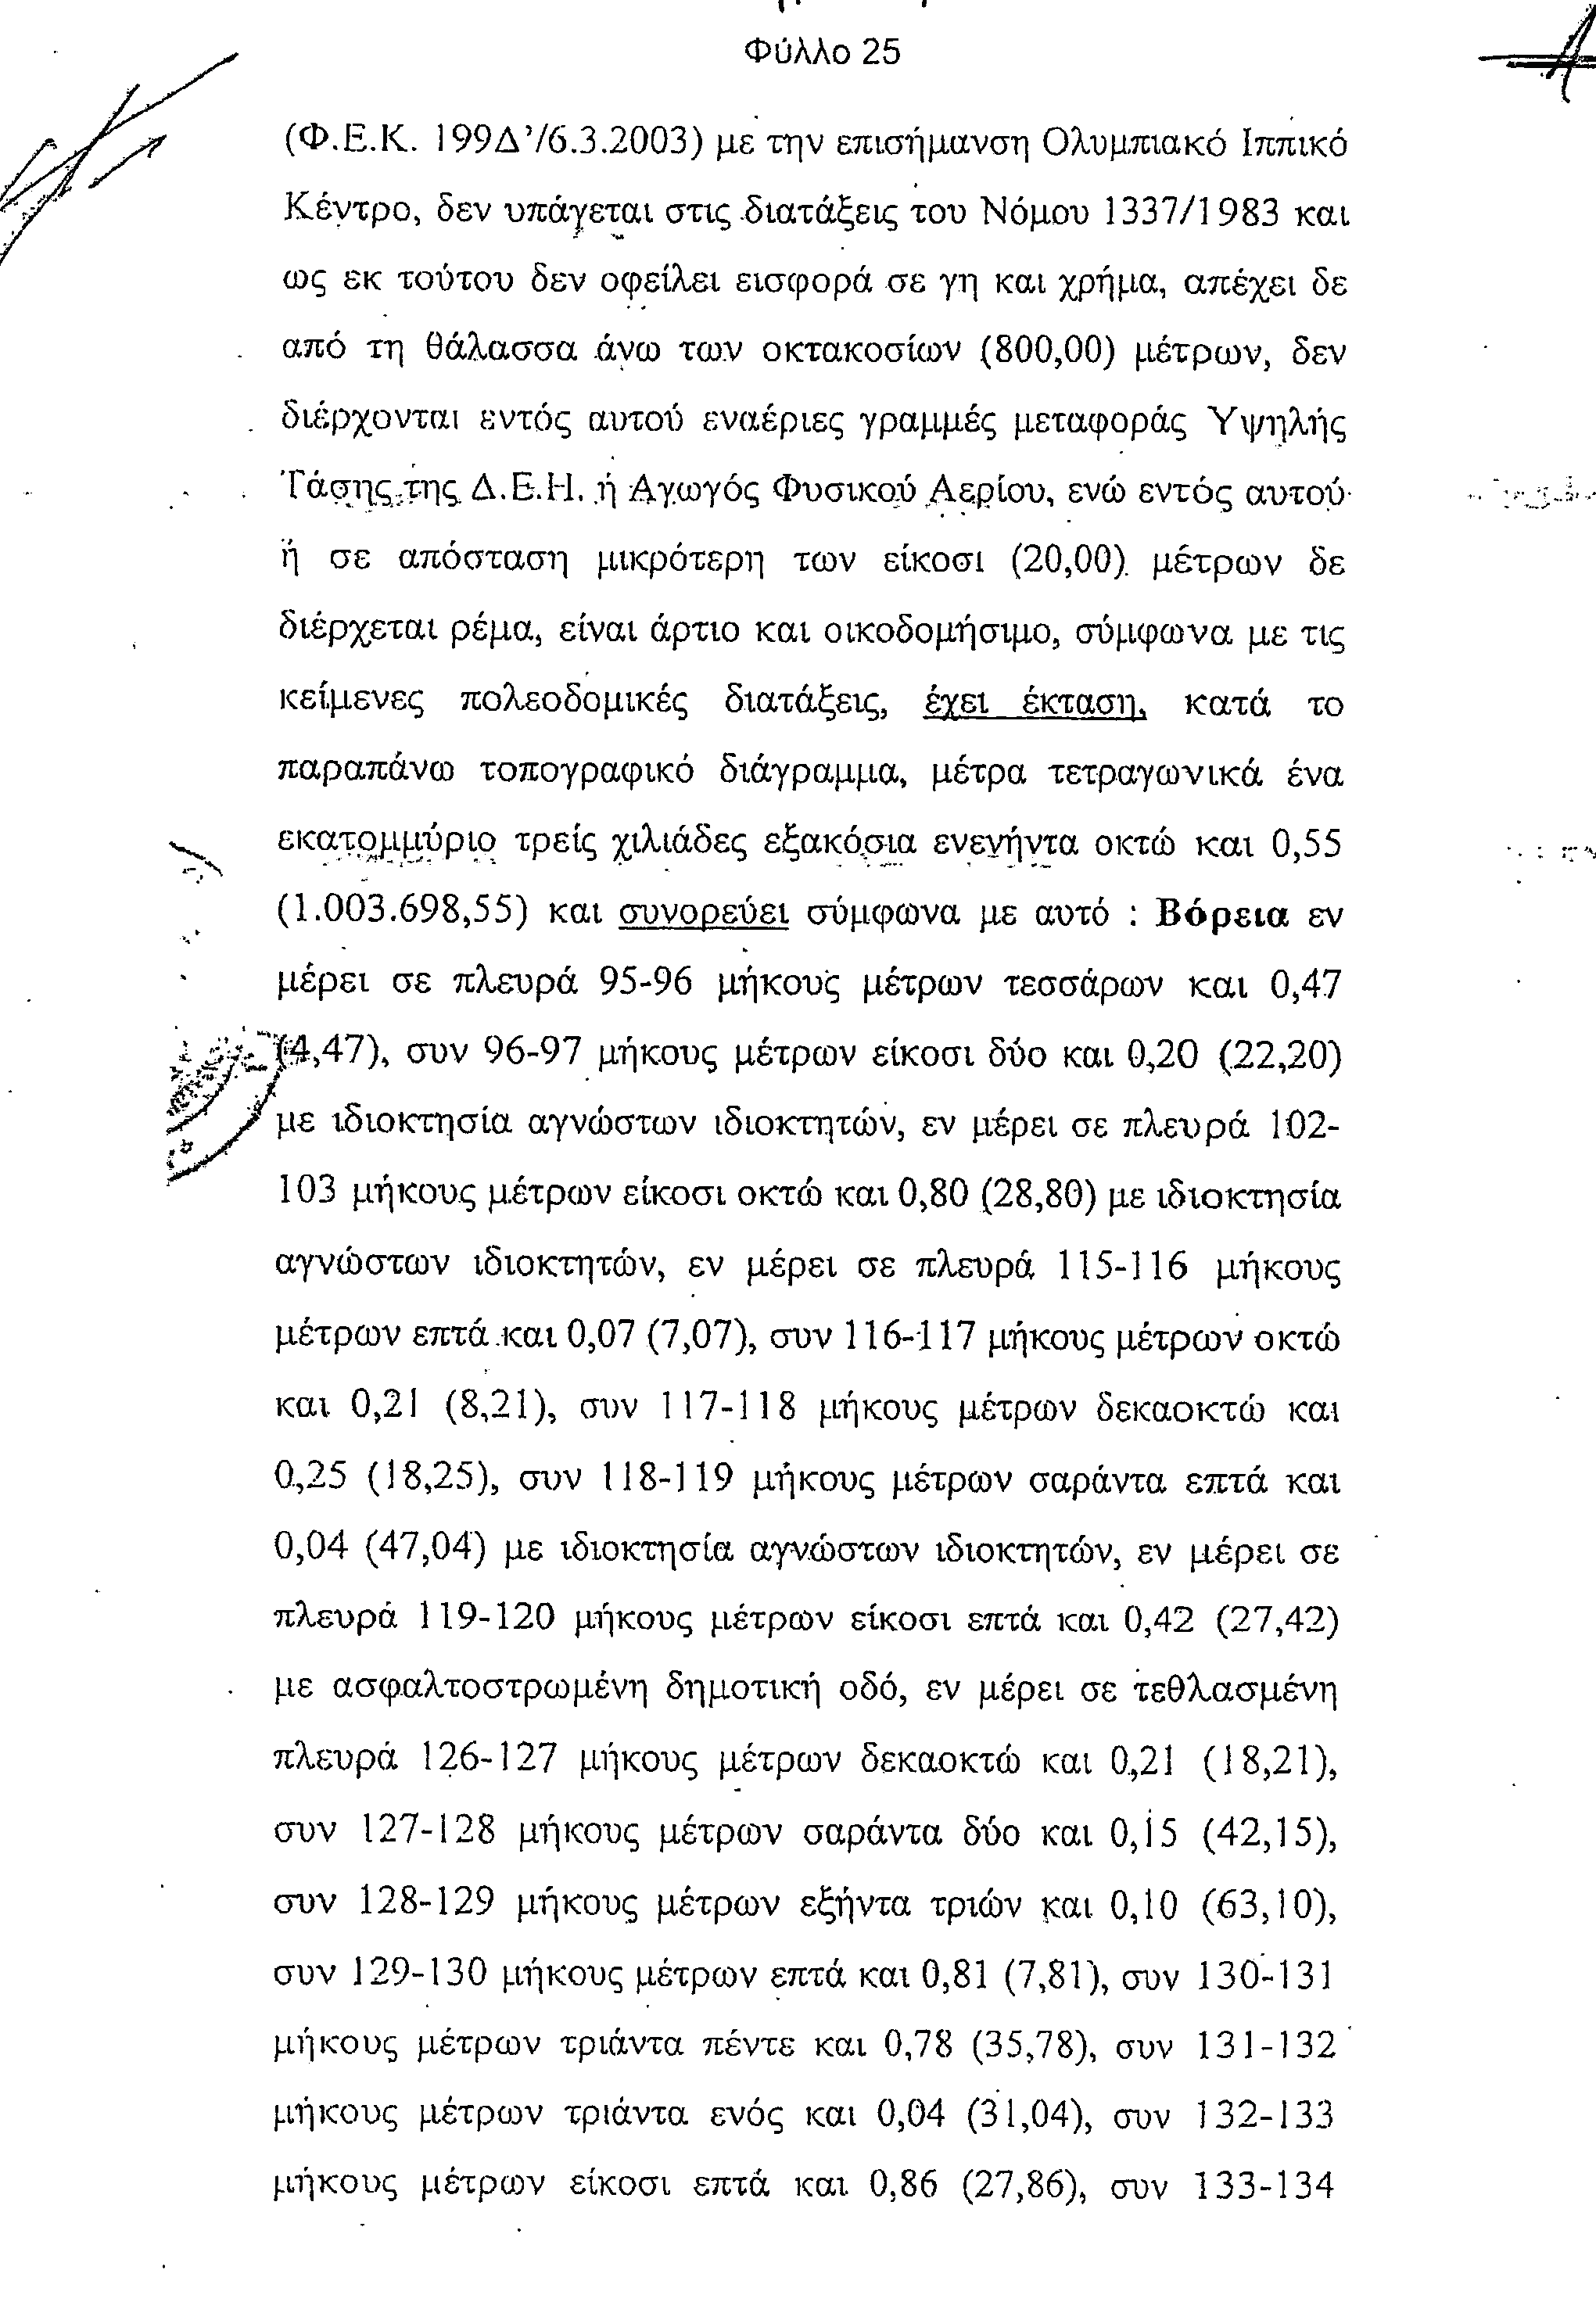 Φύλλο 25
(Φ.Ε.Κ. 199Δ’/6.3.2003) με την επισήμανση Ολυμπιακό Ιππικό
Κέντρο, δεν υπάγεται στις διατάξεις του Νόμου 1337/1983 και
ως εκ τούτου δεν οφείλει εισφορά σε γη και χρήμα, απέχει δε
από τη θάλασσα άνω των οκτακοσίων (800,00) μέτρων, δεν
διέρχονται εντός αυτού εναέριες γραμμές μεταφοράς Υψηλής
Τάσης της Δ.Ε.Η. ή Αγωγός Φυσικού Αερίου, ενώ εντός αυτού
ή σε απόσταση μικρότερη των είκοσι (20,00) μέτρων δε
διέρχεται ρέμα, είναι άρτιο και οικοδομήσιμο, σύμφωνα με τις
κείμενες πολεοδομικές διατάξεις, έχει έκταση, κατά το
παραπάνω τοπογραφικό διάγραμμα, μέτρα τετραγωνικά ένα
εκατομμύριο τρείς χιλιάδες εξακόσια ενενήντα οκτώ και 0,55
(1.003.698,55) και συνορεύει σύμφωνα με αυτό : Βόρεια εν
μέρει σε πλευρά 95-96 μήκους μέτρων τεσσάρων και 0,47
(4,47), συν 96-97 μήκους μέτρων είκοσι δύο και 0,20 (22,20)
με ιδιοκτησία αγνώστων ιδιοκτητών, εν μέρει σε πλευρά 102-
103 μήκους μέτρων είκοσι οκτώ και 0,80 (28,80) με ιδιοκτησία
αγνώστων ιδιοκτητών, εν μέρει σε πλευρά 115-116 μήκους
μέτρων επτά και 0,07 (7,07), συν 116-117 μήκους μέτρων οκτώ
και 0,21 (8,21), συν 117-118 μήκους μέτρων δεκαοκτώ και
0,25 (18,25), συν 118-119 μήκους μέτρων σαράντα επτά και
0,04 (47,04) με ιδιοκτησία αγνώστων ιδιοκτητών, εν μέρει σε
πλευρά 119-120 μήκους μέτρων είκοσι επτά και 0,42 (27,42)
με ασφαλτοστρωμένη δημοτική οδό, εν μέρει σε τεθλασμένη
πλευρά 126-127 μήκους μέτρων δεκαοκτώ και 0,21 (18,21),
συν 127-128 μήκους μέτρων σαράντα δύο και 0,15 (42,15),
συν 128-129 μήκους μέτρων εξήντα τριών και 0,10 (63,10),
συν 129-130 μήκους μέτρων επτά και 0,81 (7,81), συν 130-131
μήκους μέτρων τριάντα πέντε και 0,78 (35,78), συν 131-132
μήκους μέτρων τριάντα ενός και 0,04 (31,04), συν 132-133
μήκους μέτρων είκοσι επτά και 0,86 (27,86), συν 133-134